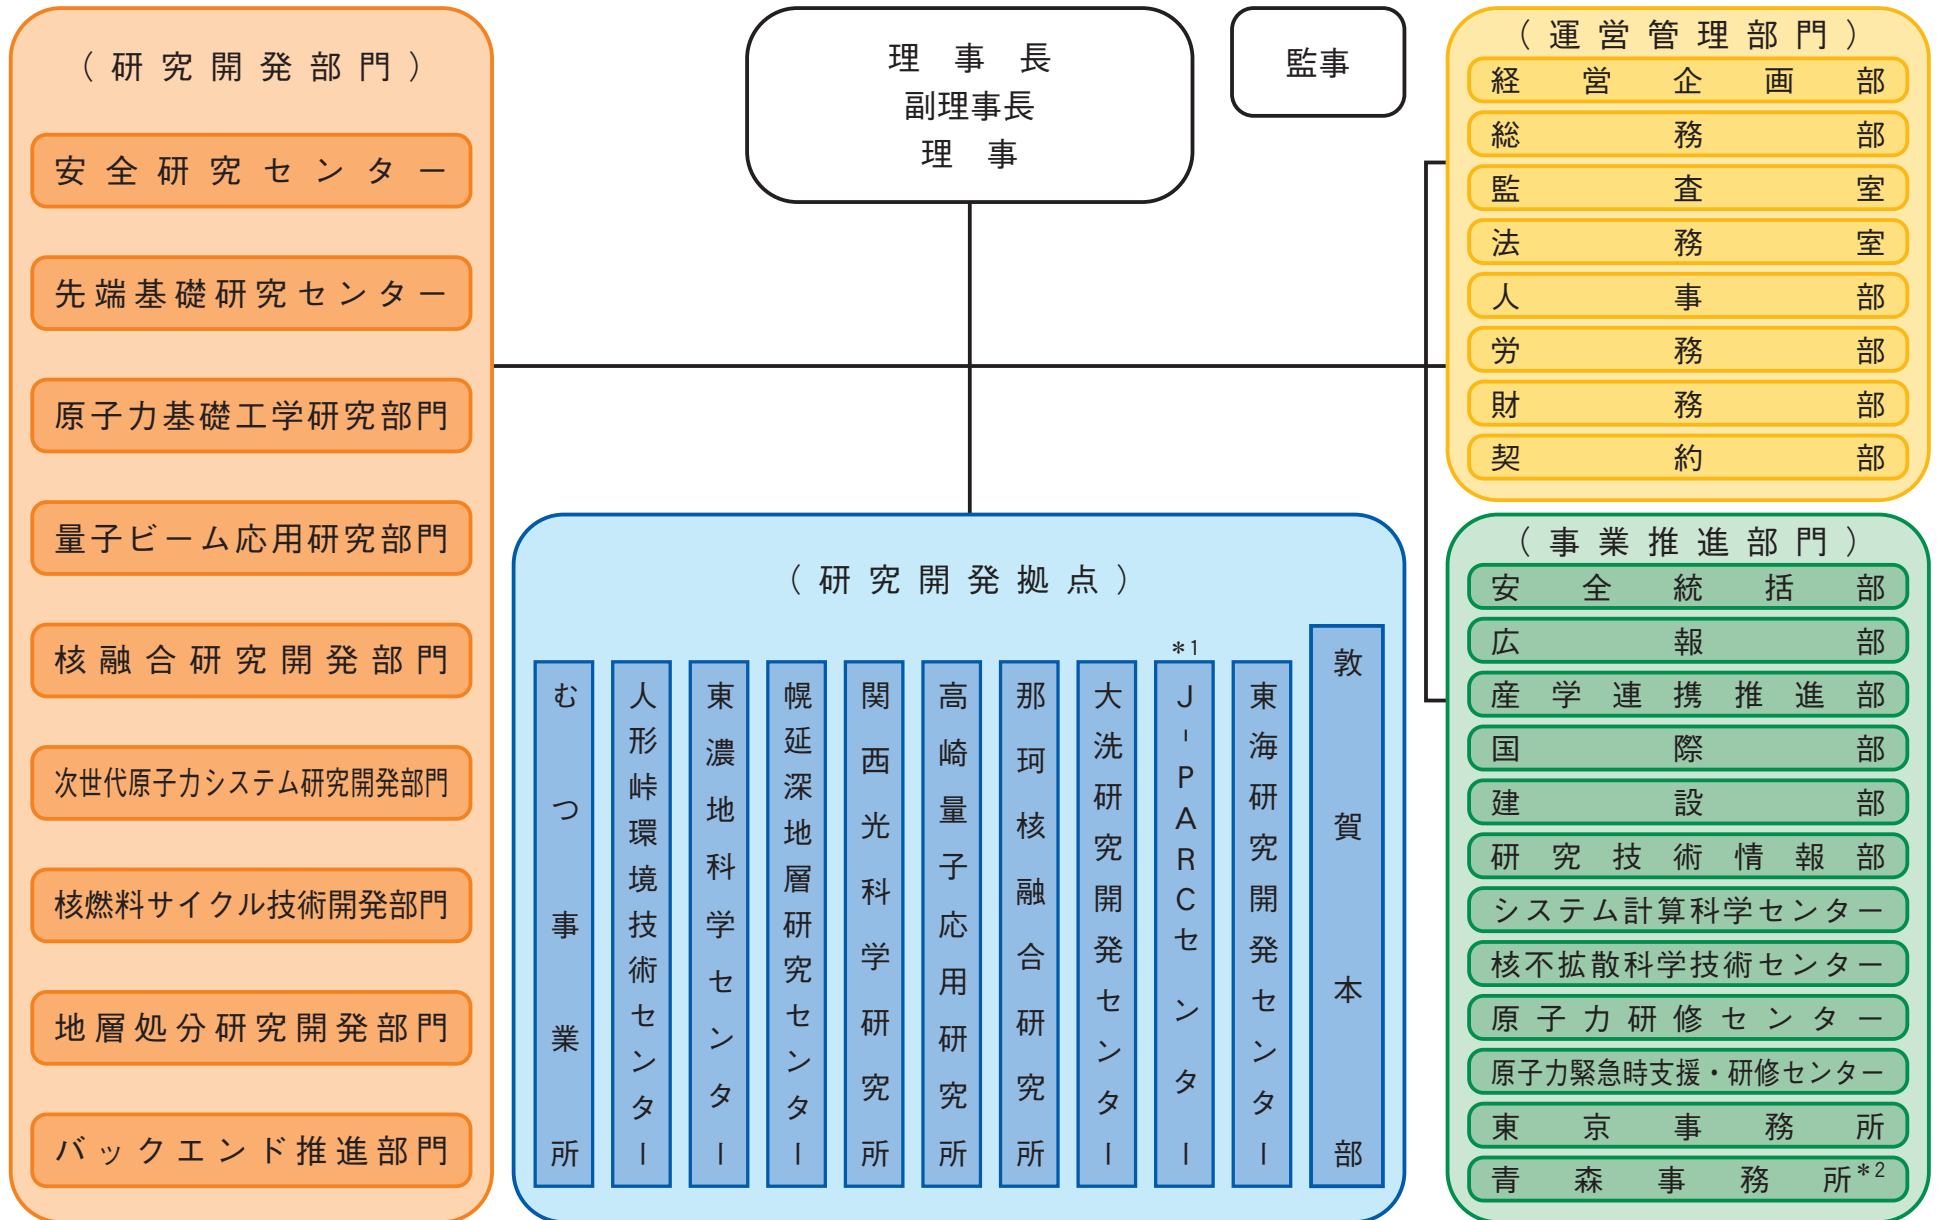 （研究開発部門）
安全研究センター
先端基礎研究センター
原子力基礎工学研究部門
量子ビーム応用研究部門
核融合研究開発部門
次世代原子力システム研究開発部門
核燃料サイクル技術開発部門
地層処分研究開発部門
バックエンド推進部門
理事長
副理事長
理事
監事
（運営管理部門）
経営企画部
総務部
監査室
法務室
人事部
労務部
財務部
契約部
（研究開発拠点）
敦賀本部
東海研究開発センター
*1
J-PARCセンター
大洗研究開発センター
那珂核融合研究所
高崎量子応用研究所
関西光科学研究所
幌延深地層研究センター
東濃地科学センター
人形峠環境技術センター
むつ事業所
（事業推進部門）
安全統括部
広報部
産学連携推進部
国際部
建設部
研究技術情報部
システム計算科学センター
核不拡散科学技術センター
原子力研修センター
原子力緊急時支援・研修センター
東京事務所
青森事務所*2